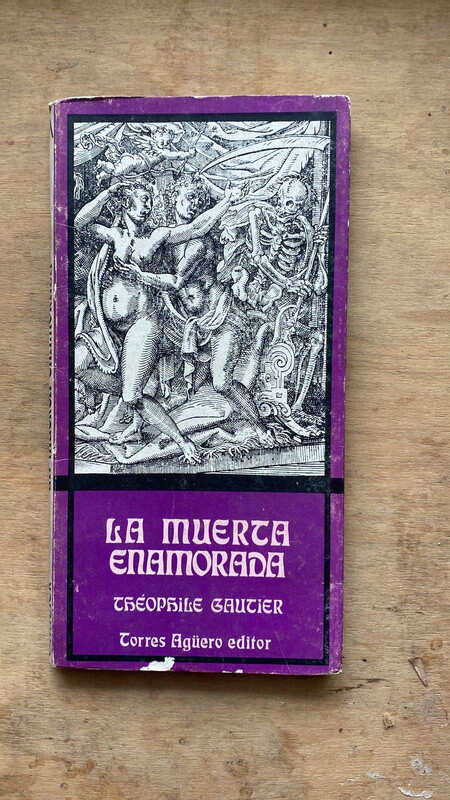 LA MUERTA
ENAMORADA
THÉOPHILE GAUTIER
Torres Agüero editor